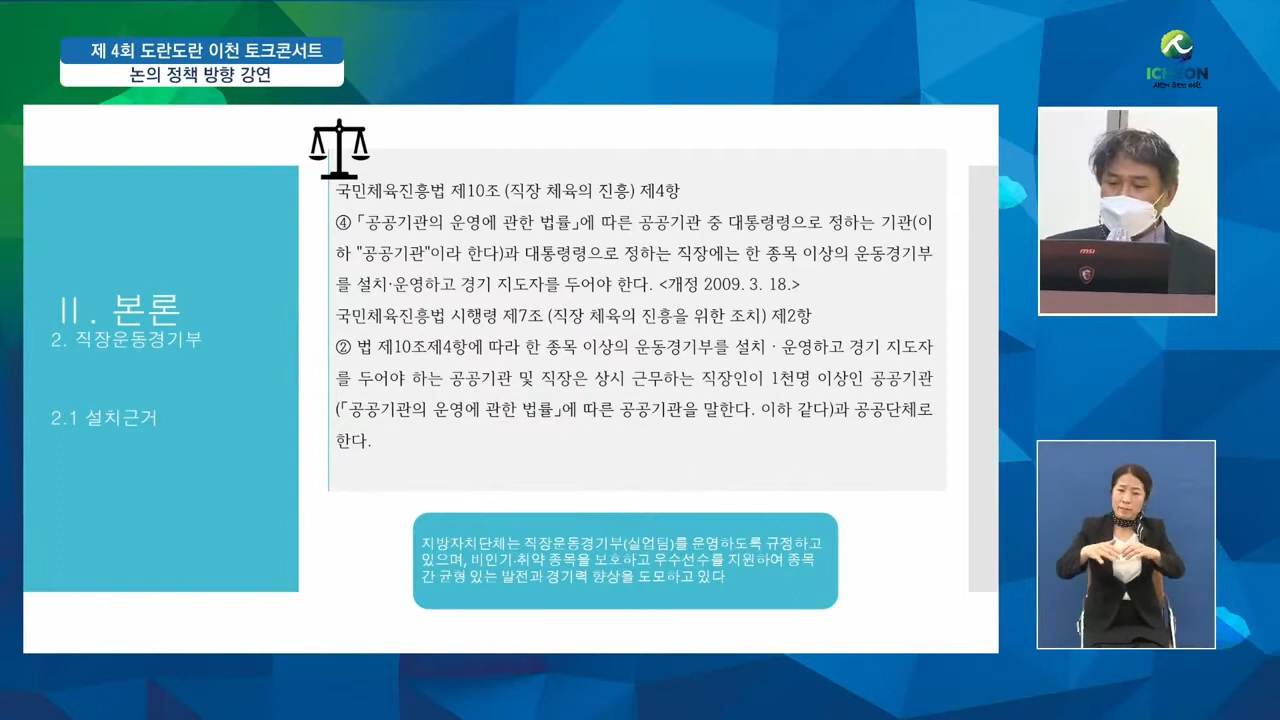 제 4회 도란도란 이천 토크콘서트
논의 정책 방향 강연
ICHEON
Ⅱ. 본론
2. 직장운동경기부
2.1 설치근거
국민체육진흥법 제10조 (직장 체육의 진흥) 제4항
④ ｢공공기관의 운영에 관한 법률｣에 따른 공공기관 중 대통령령으로 정하는 기관(이
하 "공공기관"이라 한다)과 대통령령으로 정하는 직장에는 한 종목 이상의 운동경기부
를 설치·운영하고 경기 지도자를 두어야 한다. <개정 2009. 3. 18.>
국민체육진흥법 시행령 제7조 (직장 체육의 진흥을 위한 조치) 제2항
② 법 제10조제4항에 따라 한 종목 이상의 운동경기부를 설치 · 운영하고 경기 지도자
를 두어야 하는 공공기관 및 직장은 상시 근무하는 직장인이 1천명 이상인 공공기관
(｢공공기관의 운영에 관한 법률｣에 따른 공공기관을 말한다. 이하 같다)과 공공단체로
한다.
지방자치단체는 직장운동경기부(실업팀)를 운영하도록 규정하고
있으며, 비인기·취약 종목을 보호하고 우수선수를 지원하여 종목
간 균형 있는 발전과 경기력 향상을 도모하고 있다
msi